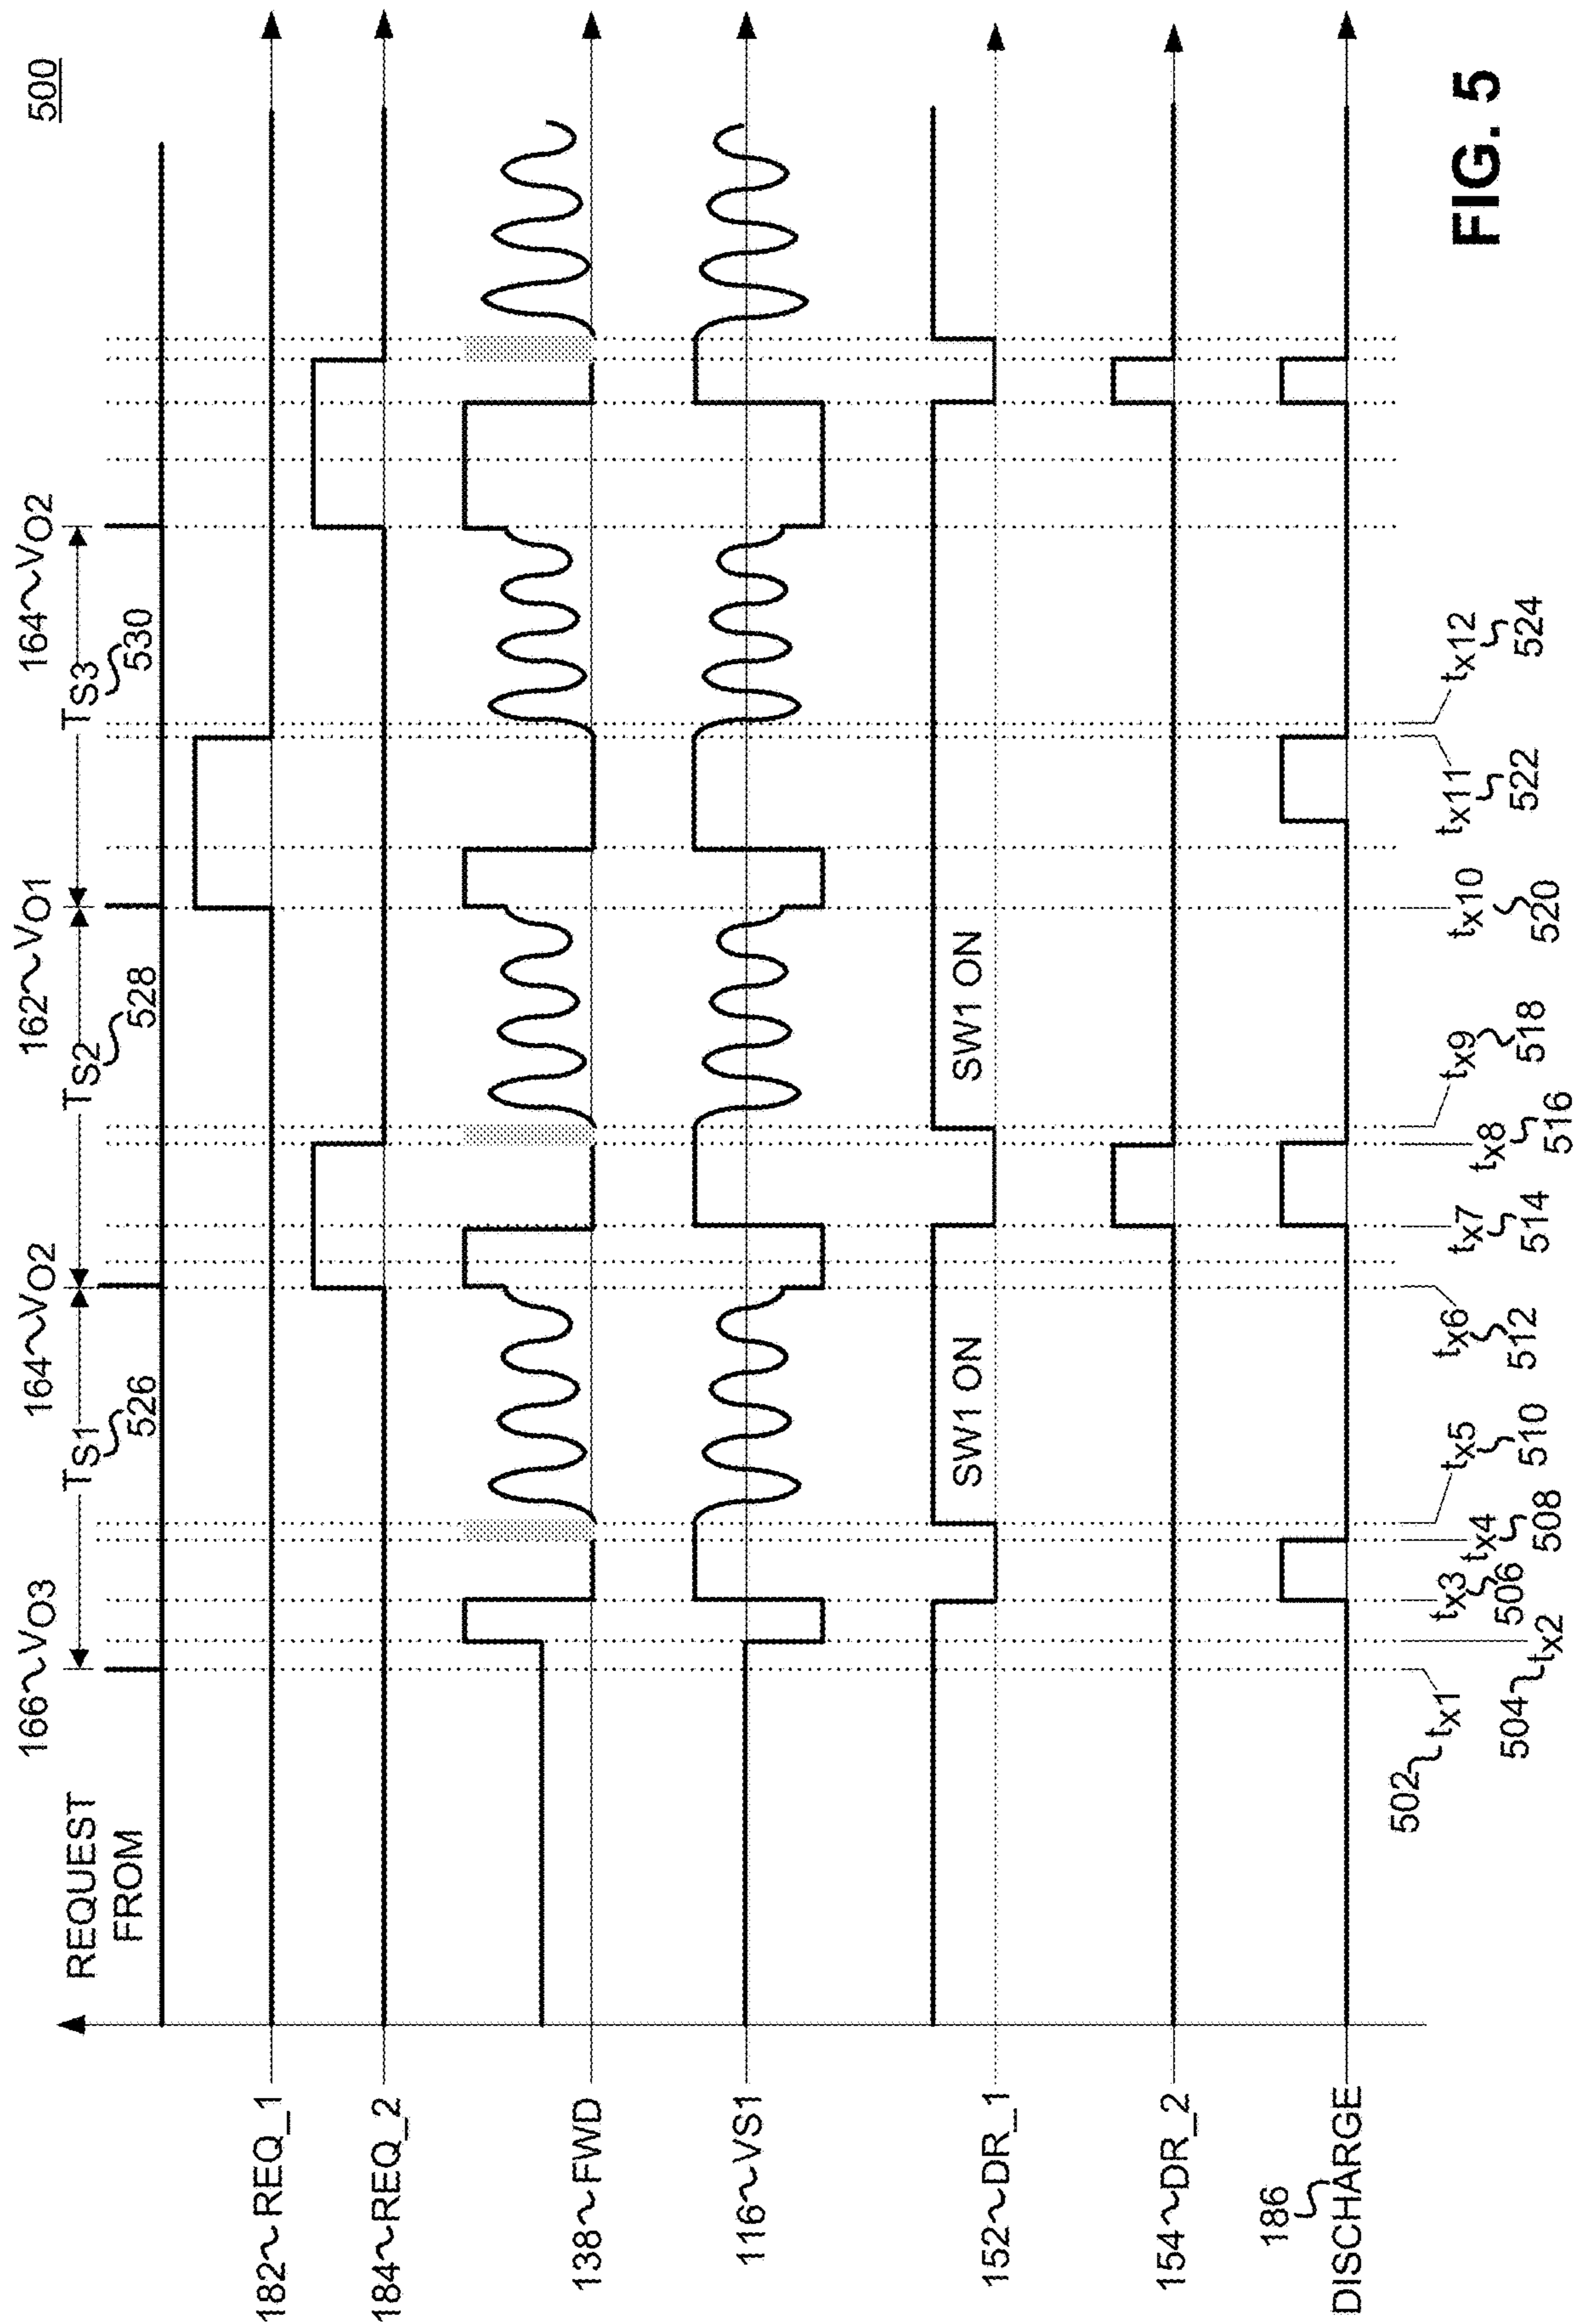 500
REQUEST
FROM
166~VO3
164~VO2
162~VO1
164~VO2
TS1
526
TS2
528
TS3
530
182~REQ_1
184~REQ_2
138~FWD
116~VS1
152~DR_1
SW1 ON
SW1 ON
154~DR_2
186
DISCHARGE
502
tx1
504
tx2
tx3
506
tx4
508
tx5
510
tx6
512
tx7
514
tx8
516
tx9
518
tx10
520
tx11
522
tx12
524
FIG. 5